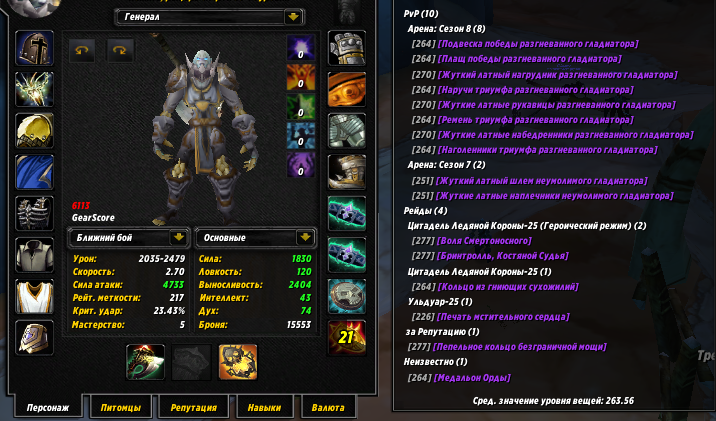 Генерал
0
0
0
0
0
6113
GearScore
Ближний бой
Основные
Урон: 2035-2479
Скорость: 2.70
Сила атаки: 4733
Рейт. меткости: 217
Крит. удар: 23.43%
Мастерство: 5
Сила: 1830
Ловкость: 120
Выносливость: 2404
Интеллект: 43
Дух: 74
Броня: 15553
21
Персонаж
Питомцы
Репутация
Навыки
Валюта
PvP (10)
Арена: Сезон 8 (8)
[264] [Подвеска победы разгневанного гладиатора]
[264] [Плащ победы разгневанного гладиатора]
[270] [Жуткий латный нагрудник разгневанного гладиатора]
[264] [Наручи триумфа разгневанного гладиатора]
[270] [Жуткие латные рукавицы разгневанного гладиатора]
[264] [Ремень триумфа разгневанного гладиатора]
[270] [Жуткие латные набедренники разгневанного гладиатора]
[264] [Наголенники триумфа разгневанного гладиатора]
Арена: Сезон 7 (2)
[251] [Жуткий латный шлем неумолимого гладиатора]
[251] [Жуткие латные наплечники неумолимого гладиатора]
Рейды (4)
Цитадель Ледяной Короны-25 (Героический режим) (2)
[277] [Воля Смертоносного]
[277] [Бринтролль, Костяной Судья]
Цитадель Ледяной Короны-25 (1)
[264] [Кольцо из гниющих сухожилий]
Ульдуар-25 (1)
[226] [Печать мстительного сердца]
за Репутацию (1)
[277] [Пепельное кольцо безграничной мощи]
Неизвестно (1)
[264] [Медальон Орды]
Сред. значение уровня вещей: 263.56